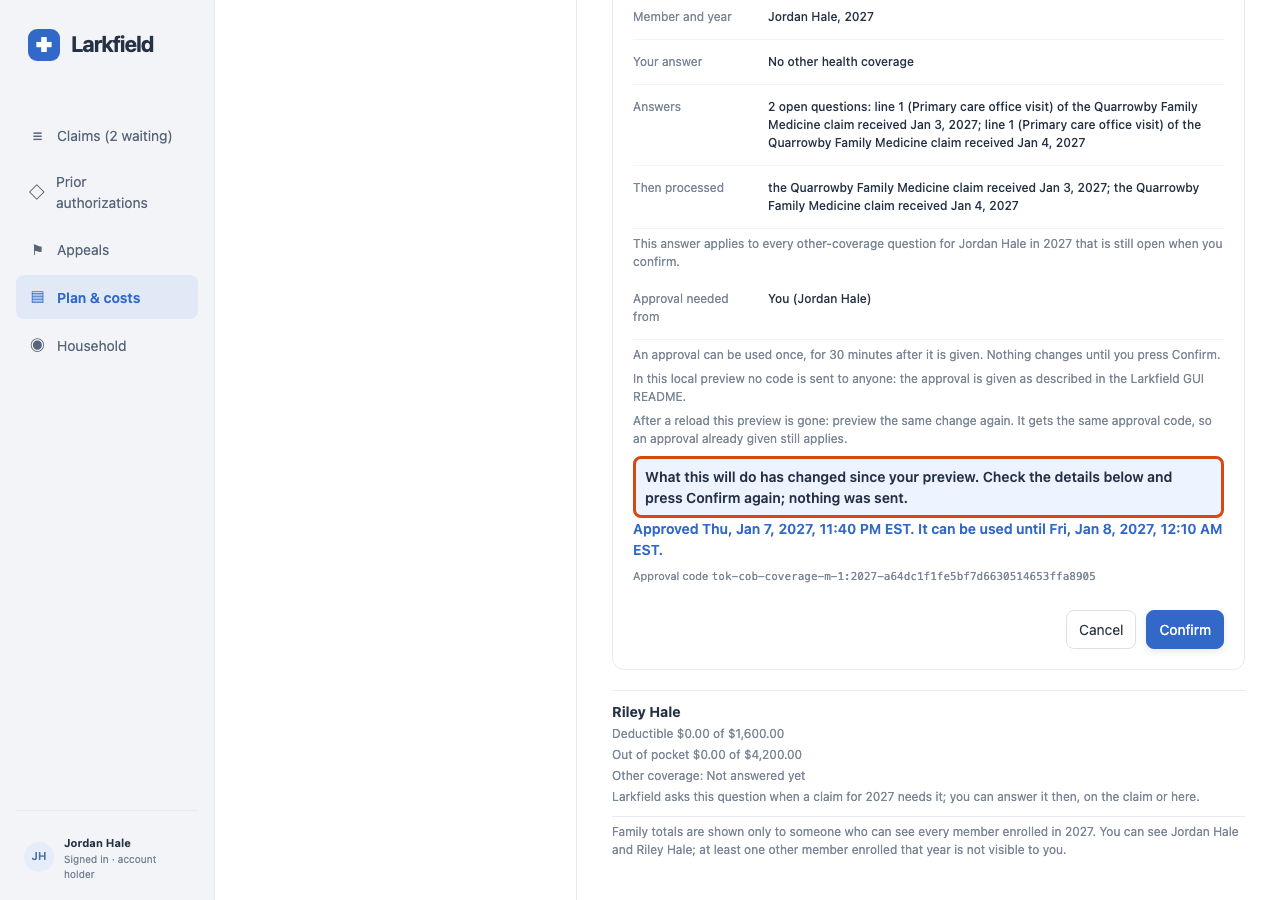 Larkfield
Claims (2 waiting)
Prior
authorizations
Appeals
Plan & costs
Household
JH
Jordan Hale
Signed in · account
holder
Member and year
Jordan Hale, 2027
Your answer
No other health coverage
Answers
2 open questions: line 1 (Primary care office visit) of the Quarrowby Family
Medicine claim received Jan 3, 2027; line 1 (Primary care office visit) of the
Quarrowby Family Medicine claim received Jan 4, 2027
Then processed
the Quarrowby Family Medicine claim received Jan 3, 2027; the Quarrowby
Family Medicine claim received Jan 4, 2027
This answer applies to every other-coverage question for Jordan Hale in 2027 that is still open when you
confirm.
Approval needed
from
You (Jordan Hale)
An approval can be used once, for 30 minutes after it is given. Nothing changes until you press Confirm.
In this local preview no code is sent to anyone: the approval is given as described in the Larkfield GUI
README.
After a reload this preview is gone: preview the same change again. It gets the same approval code, so
an approval already given still applies.
What this will do has changed since your preview. Check the details below and
press Confirm again; nothing was sent.
Approved Thu, Jan 7, 2027, 11:40 PM EST. It can be used until Fri, Jan 8, 2027, 12:10 AM
EST.
Approval code tok-cob-coverage-m-1:2027-a64dc1f1fe5bf7d6630514653ffa8905
Cancel
Confirm
Riley Hale
Deductible $0.00 of $1,600.00
Out of pocket $0.00 of $4,200.00
Other coverage: Not answered yet
Larkfield asks this question when a claim for 2027 needs it; you can answer it then, on the claim or here.
Family totals are shown only to someone who can see every member enrolled in 2027. You can see Jordan Hale
and Riley Hale; at least one other member enrolled that year is not visible to you.